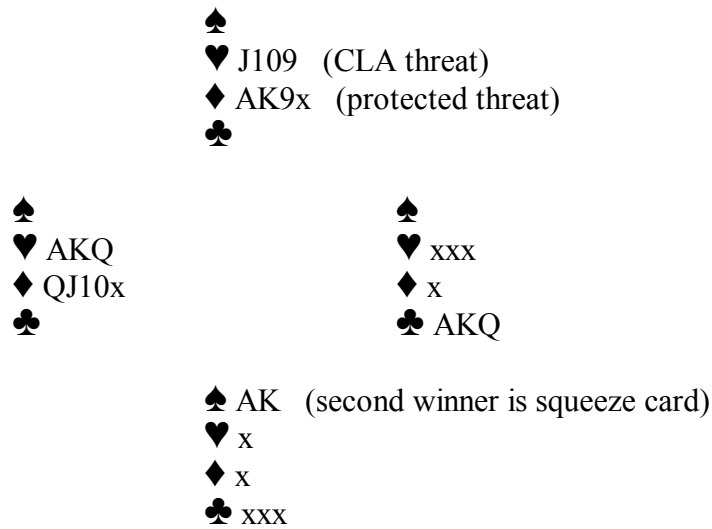 ♠
♥ J109 (CLA threat)
♦ AK9x (protected threat)
♣
♠ ♠
♥ AKQ ♥ xxx
♦ QJ10x ♦ x
♣ ♣ AKQ
♠ AK (second winner is squeeze card)
♥ x
♦ x
♣ xxx